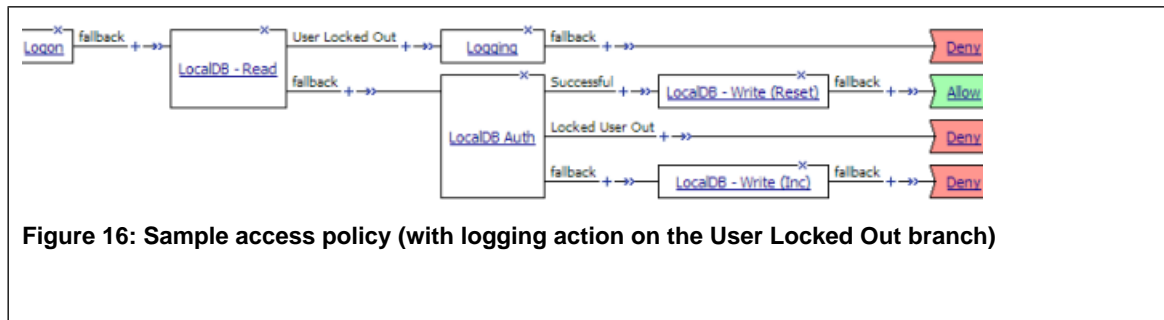 Logon
fallback
LocalDB - Read
User Locked Out
Logging
fallback
Deny
fallback
LocalDB Auth
Successful
LocalDB - Write (Reset)
fallback
Allow
Locked User Out
Deny
fallback
LocalDB - Write (Inc)
fallback
Deny
Figure 16: Sample access policy (with logging action on the User Locked Out branch)